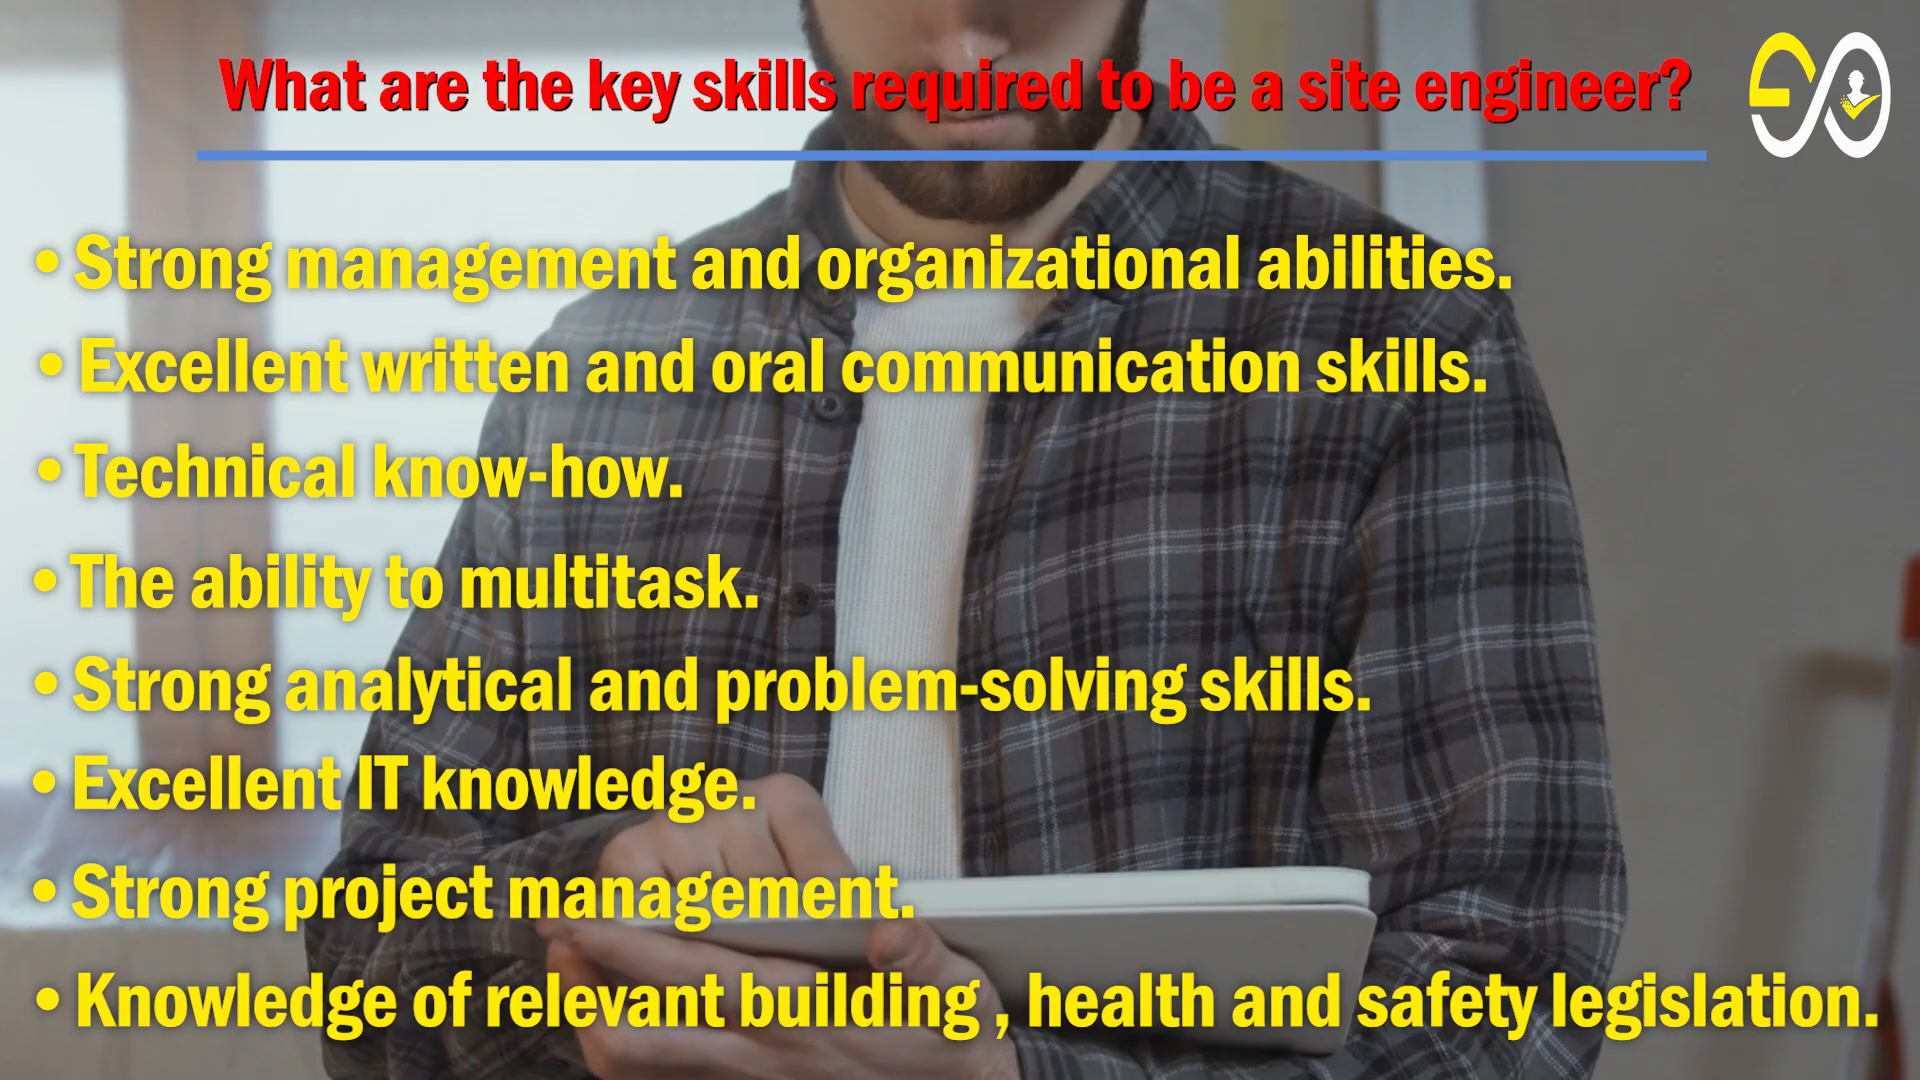 What are the key skills required to be a site engineer?
• Strong management and organizational abilities.
• Excellent written and oral communication skills.
• Technical know-how.
• The ability to multitask.
• Strong analytical and problem-solving skills.
• Excellent IT knowledge.
• Strong project management.
• Knowledge of relevant building , health and safety legislation.